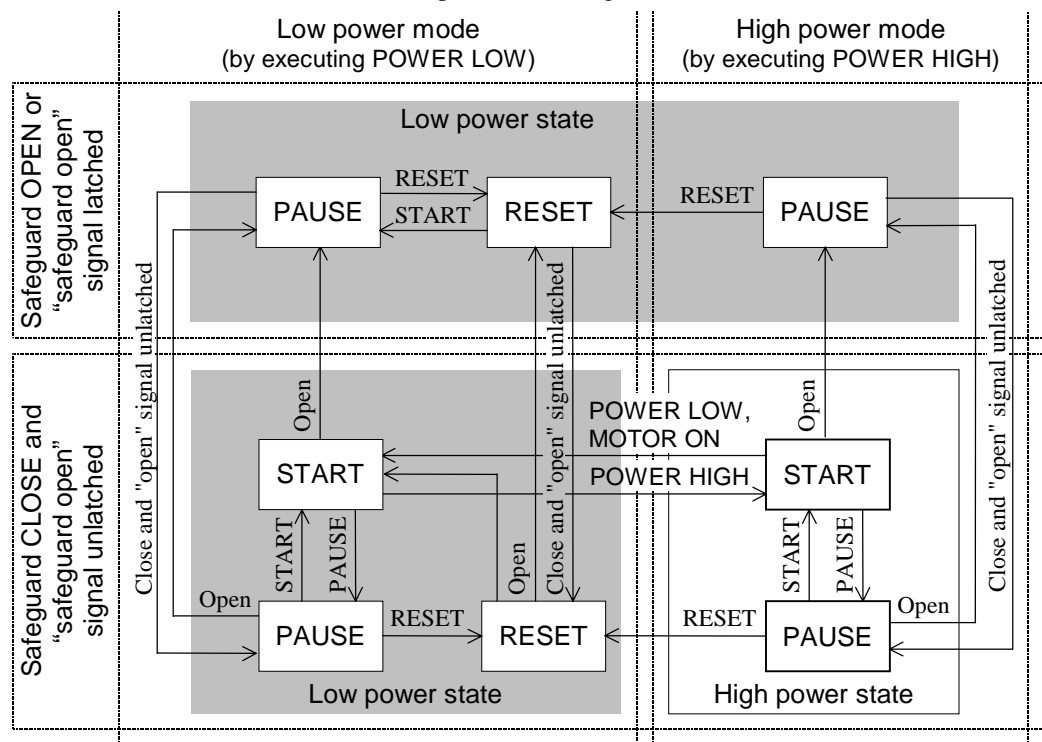 Low power mode
(by executing POWER LOW)
High power mode
(by executing POWER HIGH)
Safeguard OPEN or
“safeguard open”
signal latched
Low power state
PAUSE
RESET
START
RESET
RESET
PAUSE
Close and "open" signal unlatched
Open
Open
Close and "open" signal unlatched
Open
Close and "open" signal unlatched
Safeguard CLOSE and
“safeguard open”
signal unlatched
POWER LOW,
MOTOR ON
POWER HIGH
START
START
START
PAUSE
START
PAUSE
Open
PAUSE
RESET
RESET
RESET
PAUSE
Open
Low power state
High power state